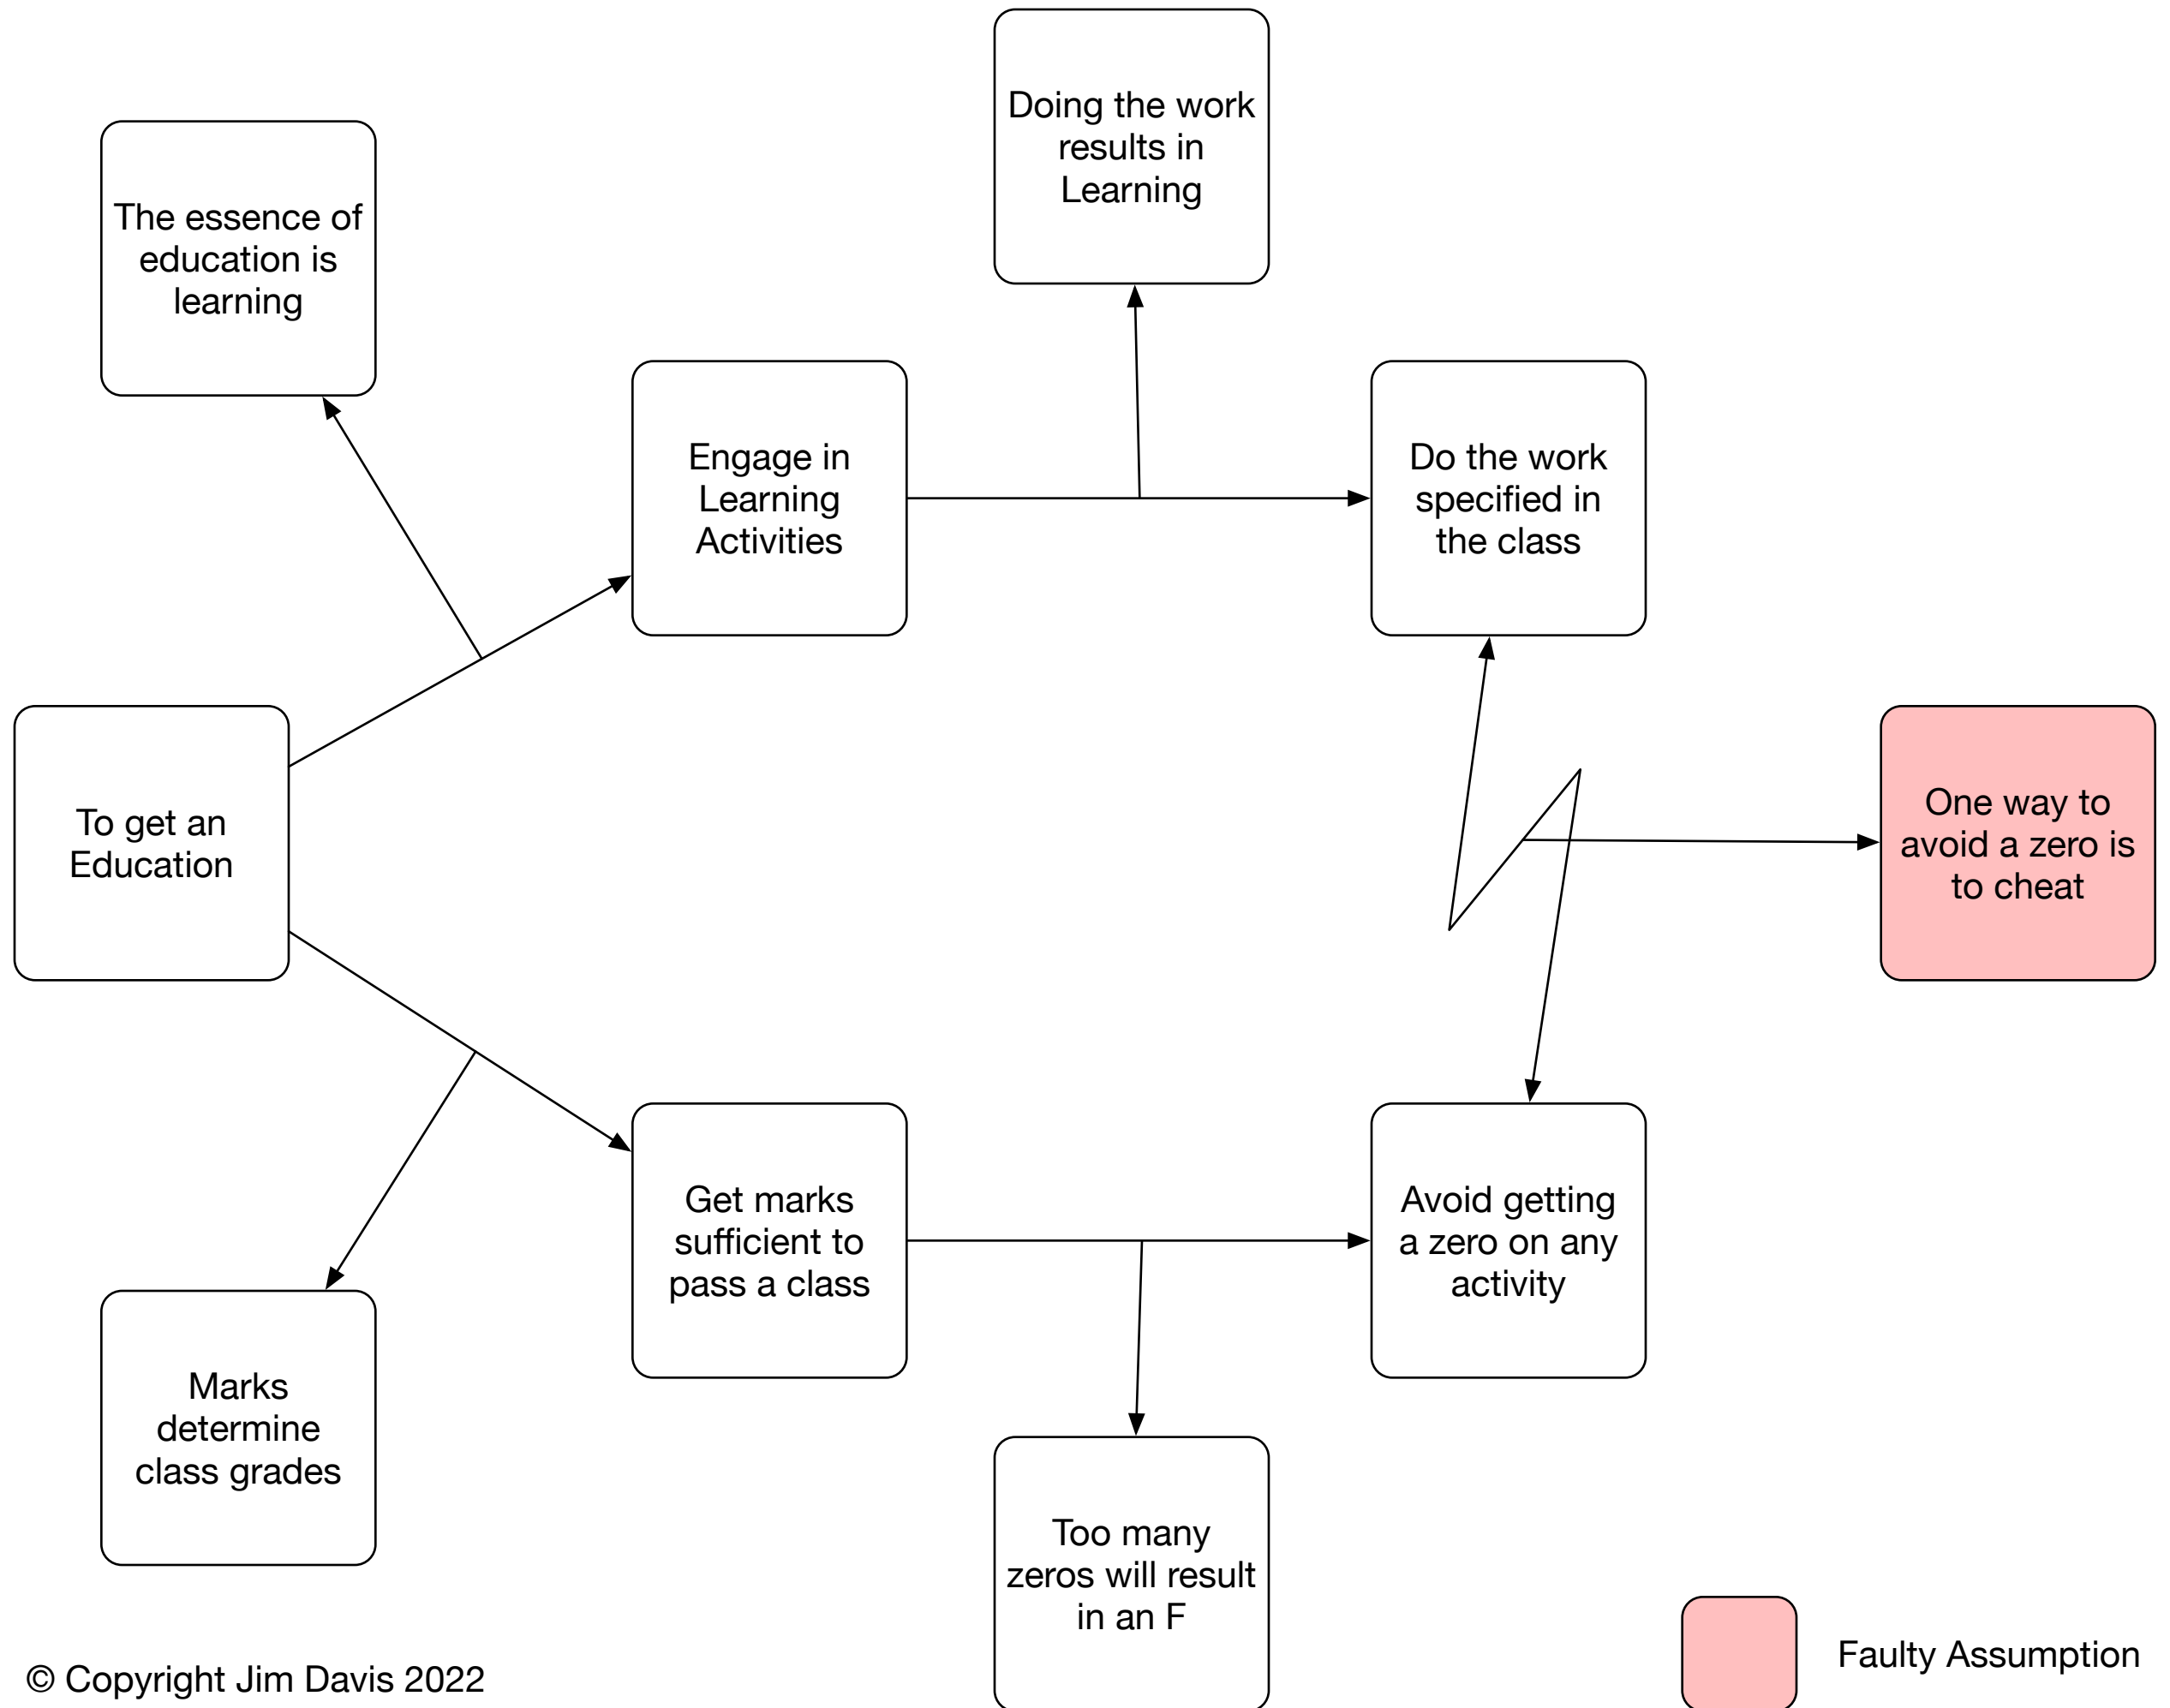 Doing the work
results in
Learning
The essence of
education is
learning
Engage in
Learning
Activities
Do the work
specified in
the class
To get an
Education
One way to
avoid a zero is
to cheat
Get marks
sufficient to
pass a class
Avoid getting
a zero on any
activity
Marks
determine
class grades
Too many
zeros will result
in an F
Faulty Assumption
© Copyright Jim Davis 2022